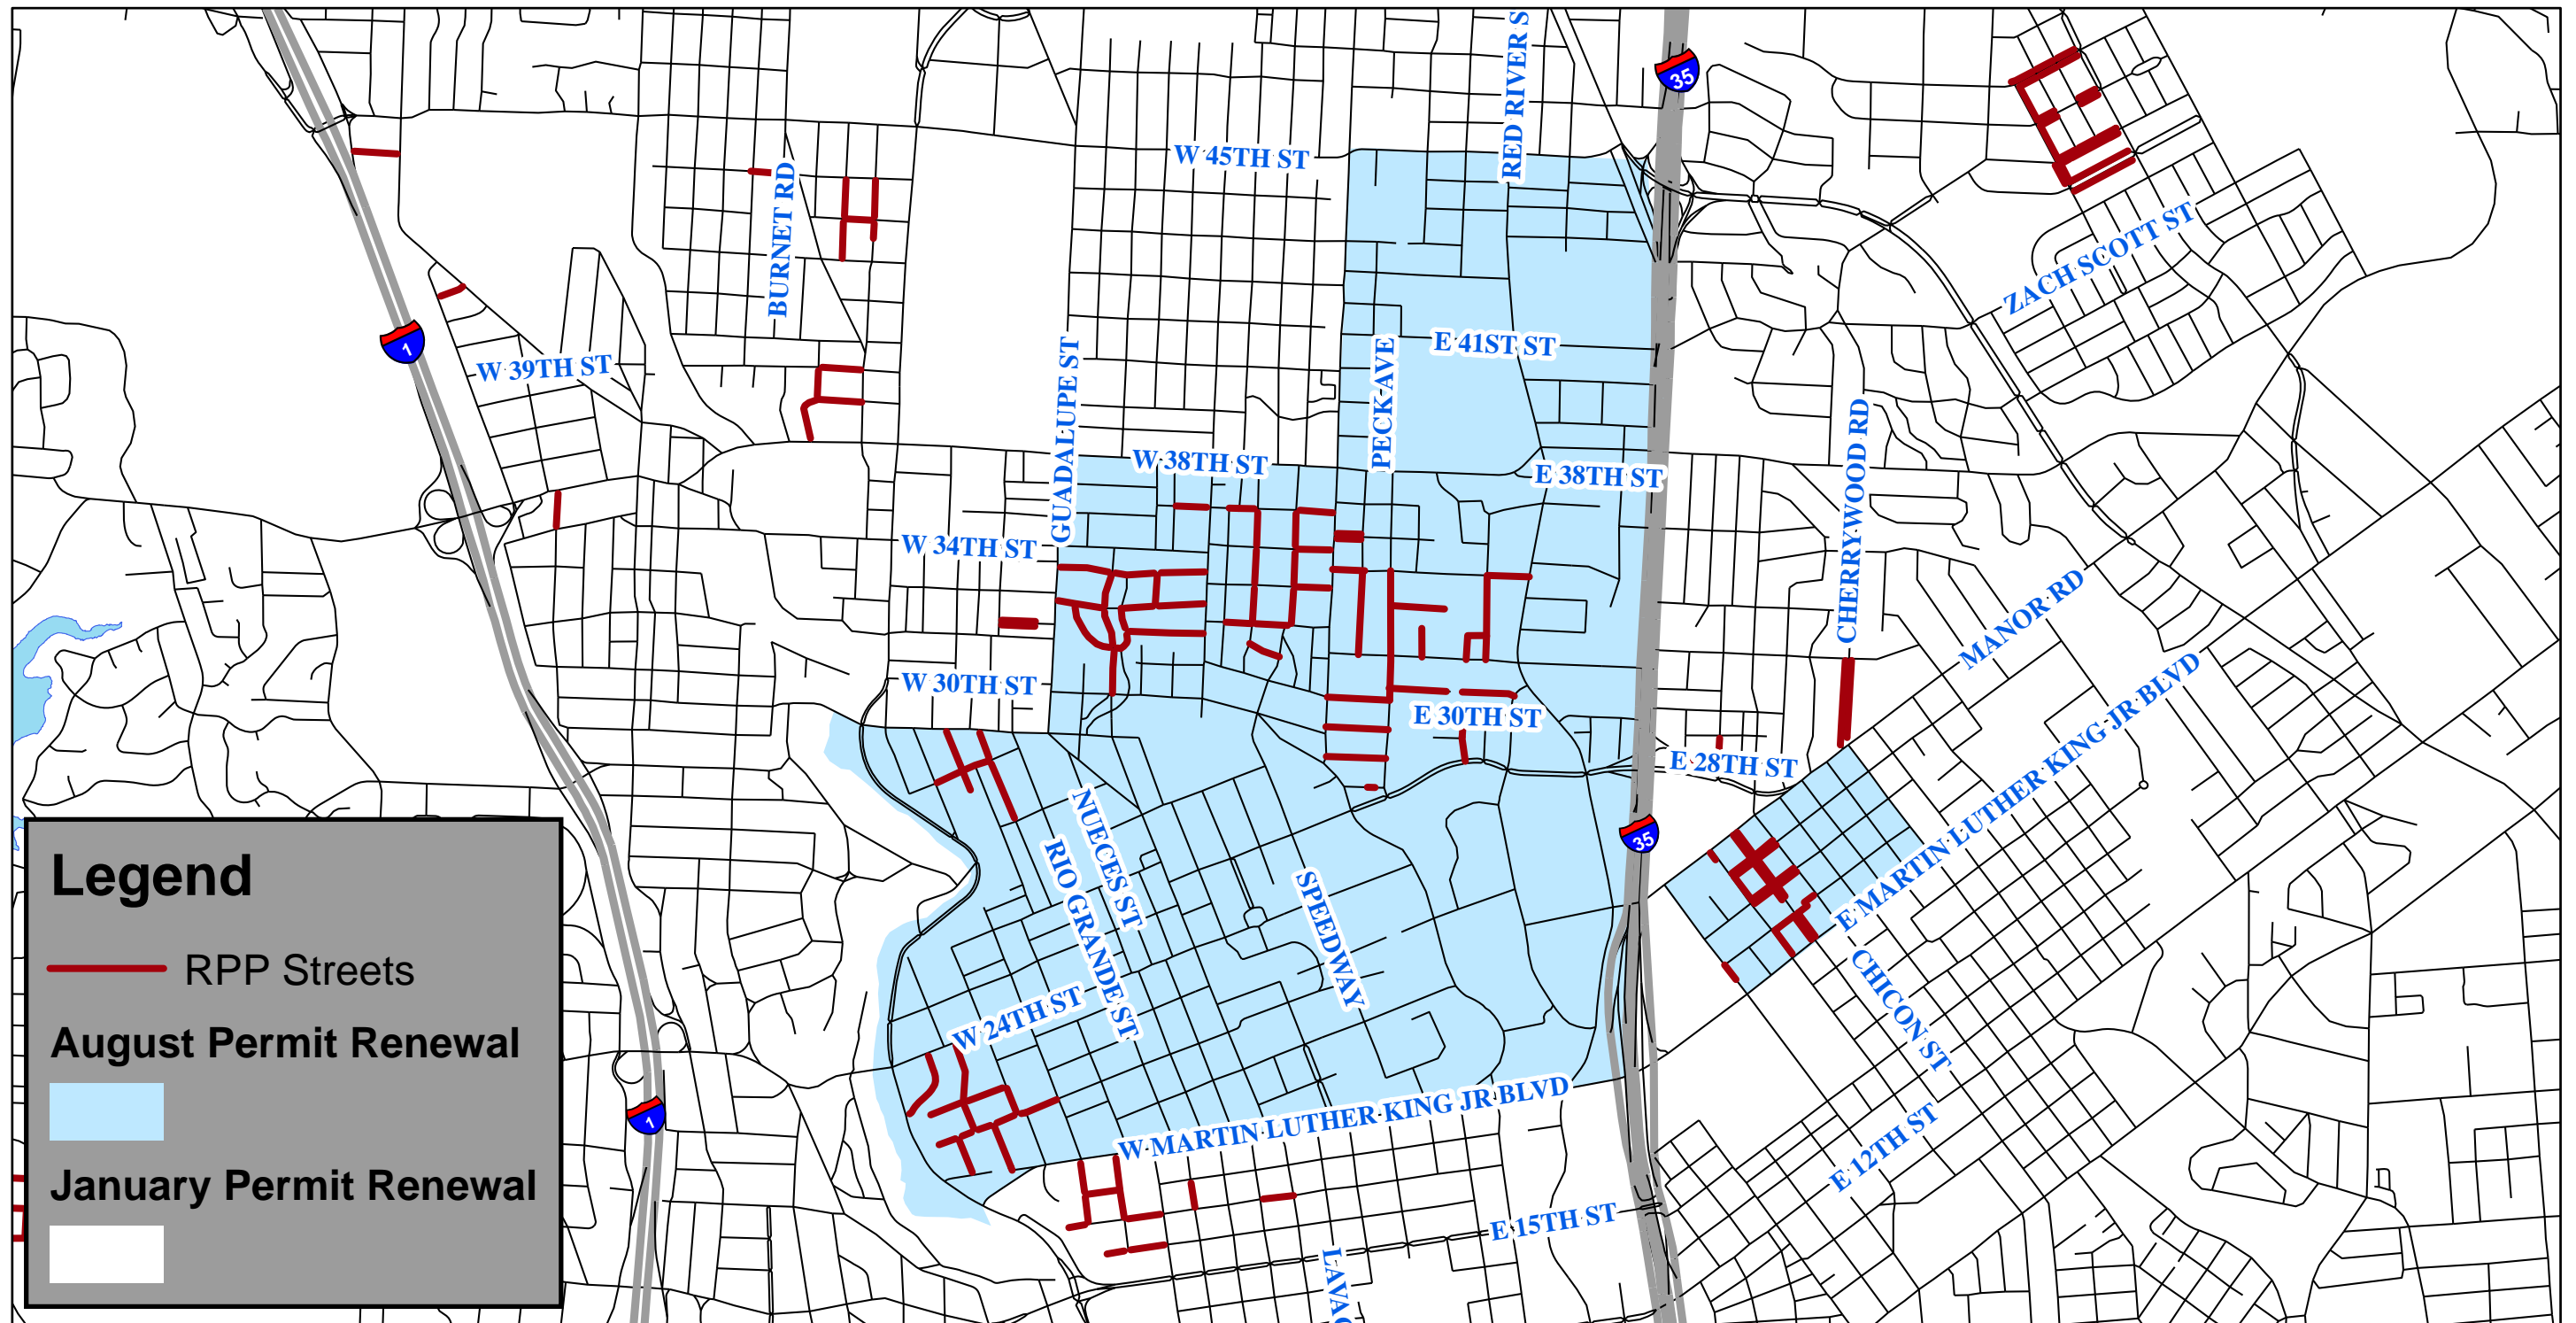 RED RIVER S
35
W 45TH ST
BURNET RD
ZACH SCOTT ST
1
W 39TH ST
GUADALUPE ST
PECK AVE
E 41ST ST
W 38TH ST
E 38TH ST
CHERRYWOOD RD
W 34TH ST
MANOR RD
W 30TH ST
E 30TH ST
E 28TH ST
E MARTIN LUTHER KING JR BLVD
NUECES ST
RIO GRANDE ST
SPEEDWAY
35
W 24TH ST
CHICON ST
1
W MARTIN LUTHER KING JR BLVD
E 12TH ST
E 15TH ST
LAVAC
Legend
RPP Streets
August Permit Renewal
January Permit Renewal